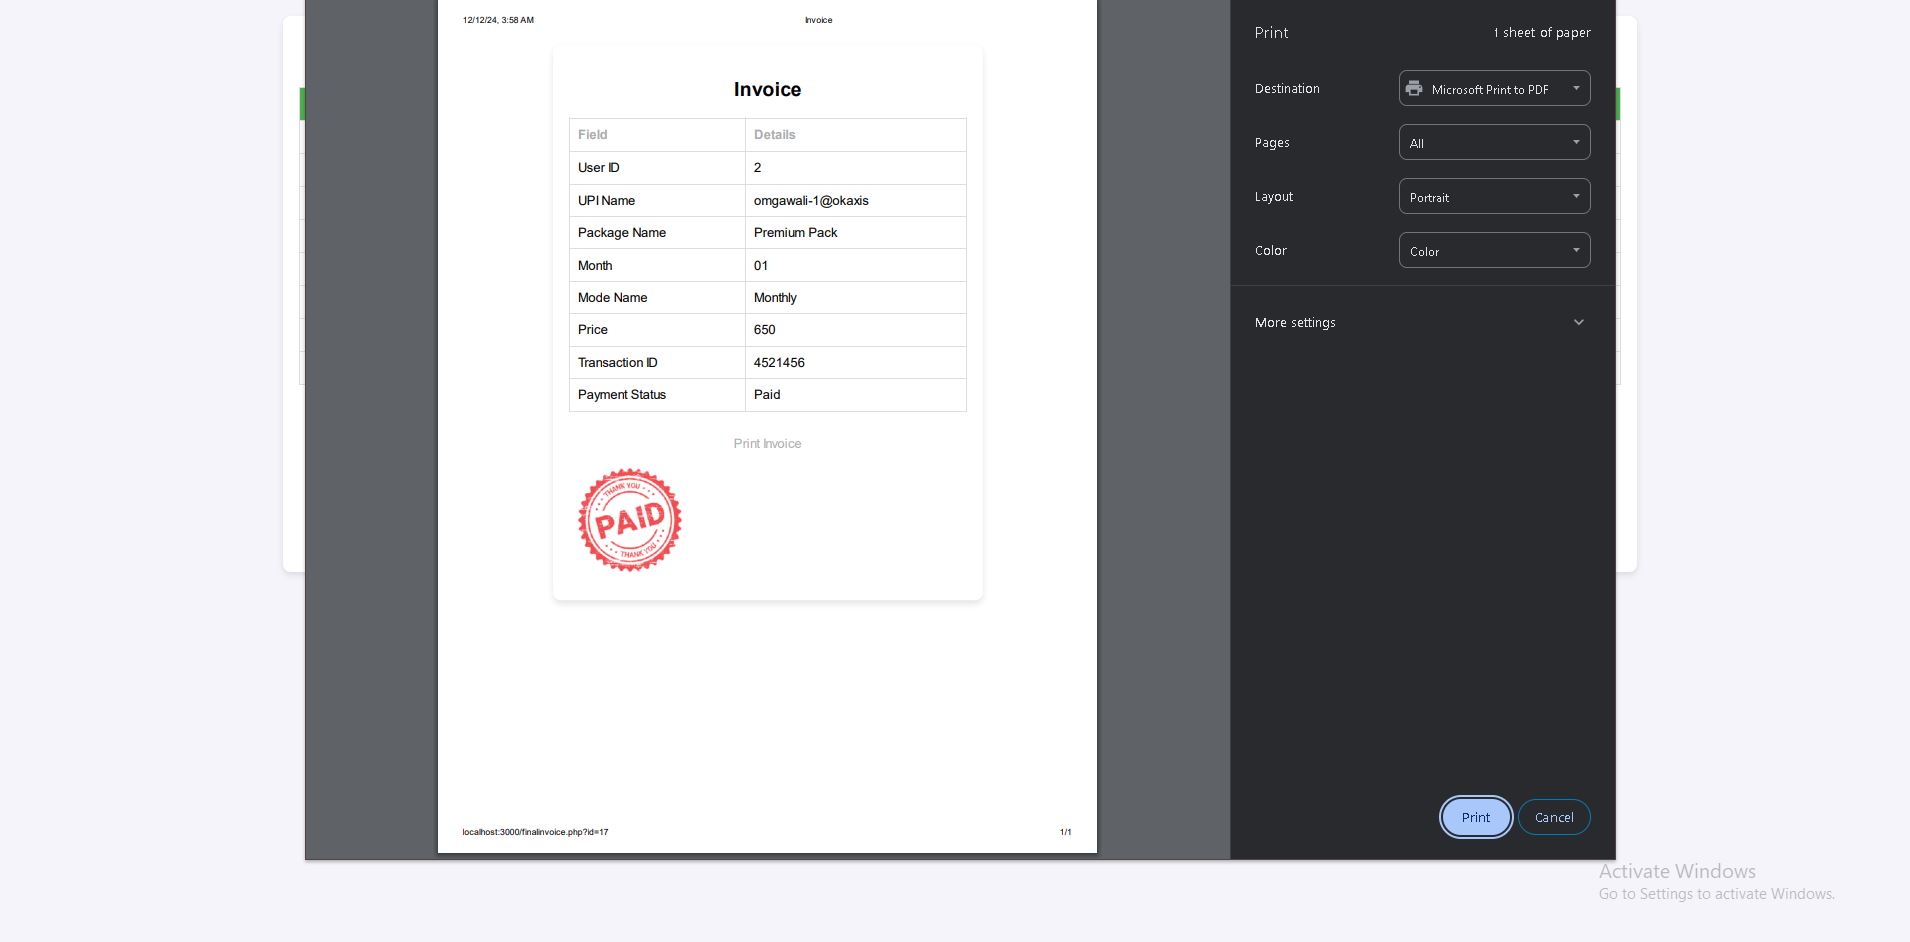 12/12/24, 3:58 AM Invoice
Invoice
Field Details
User ID 2
UPI Name omgawali-1@okaxis
Package Name Premium Pack
Month 01
Mode Name Monthly
Price 650
Transaction ID 4521456
Payment Status Paid
Print Invoice
THANK YOU
PAID
THANK YOU
localhost:3000/finalinvoice.php?id=17 1/1
Print 1 sheet of paper
Destination Microsoft Print to PDF
Pages All
Layout Portrait
Color Color
More settings
Print Cancel
Activate Windows
Go to Settings to activate Windows.